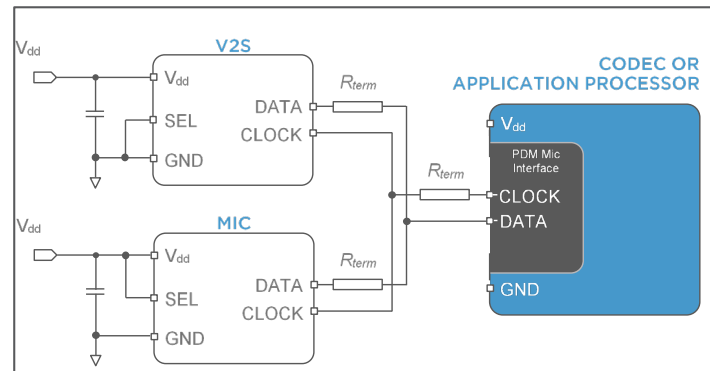 V2S
Vdd
Vdd
SEL
GND
DATA
CLOCK
Rterm
CODEC OR
APPLICATION PROCESSOR
Vdd
PDM Mic
Interface
CLOCK
DATA
GND
Rterm
MIC
Vdd
Vdd
SEL
GND
DATA
CLOCK
Rterm